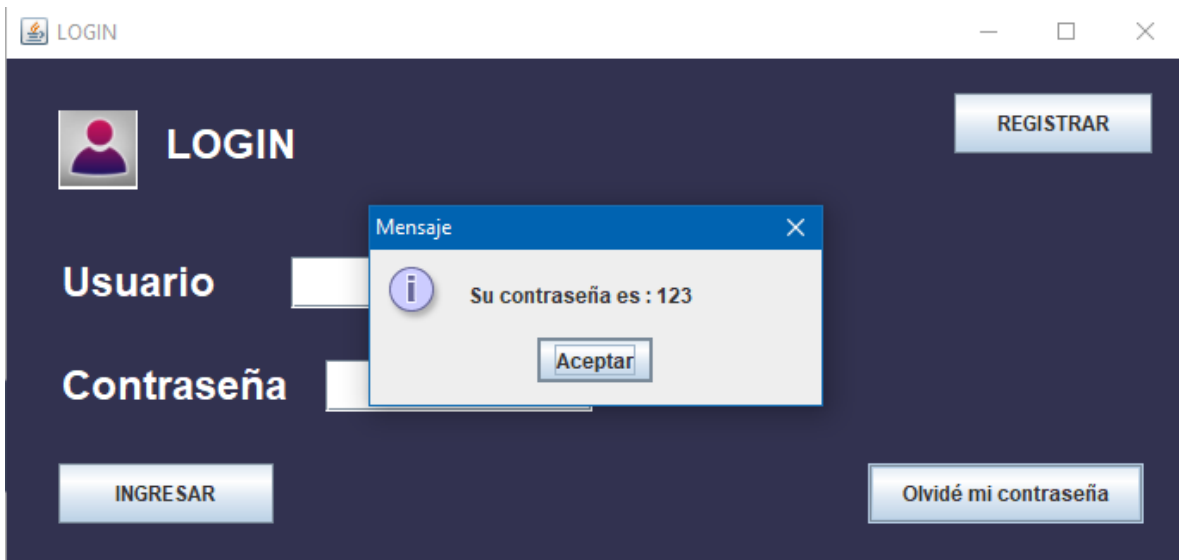 LOGIN
LOGIN
REGISTRAR
Mensaje
Su contraseña es : 123
Aceptar
Usuario
Contraseña
INGRESAR
Olvidé mi contraseña